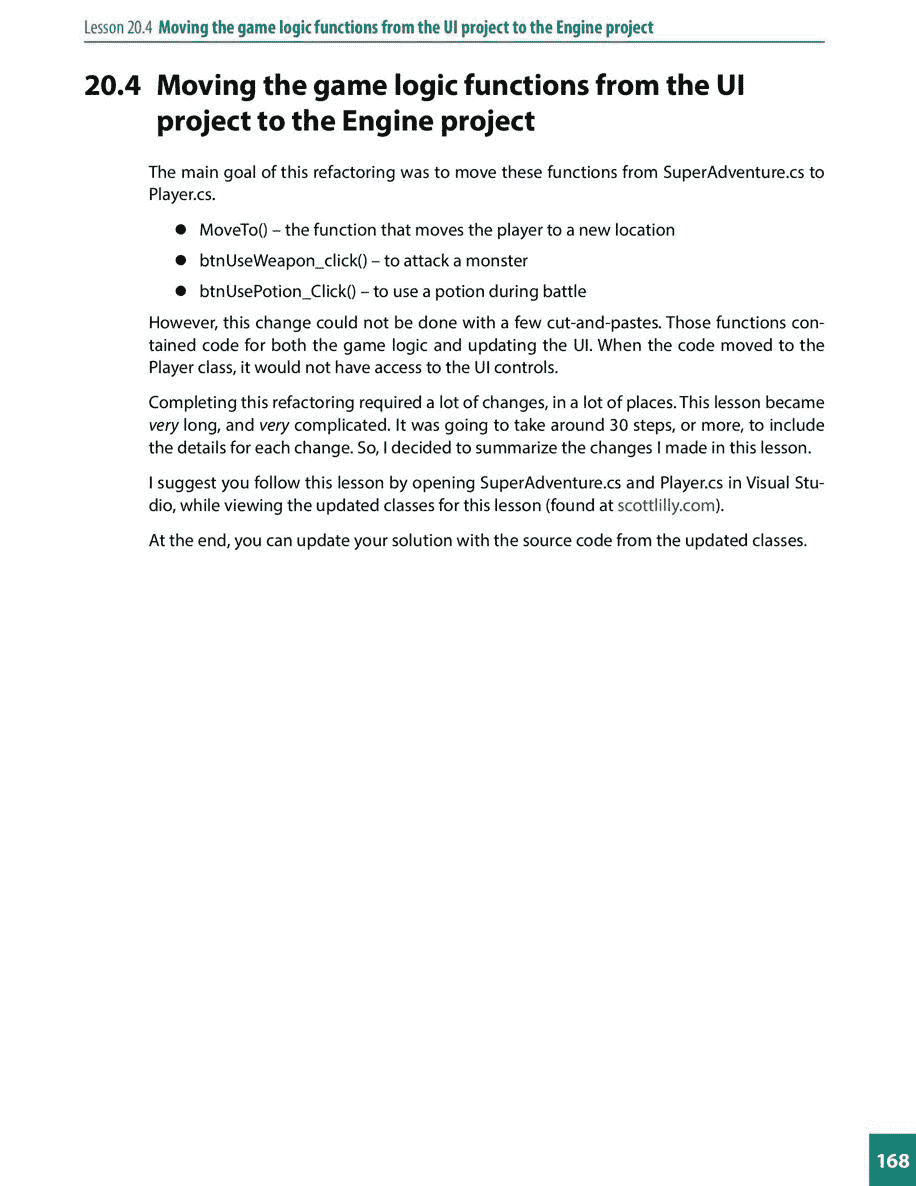 Lesson 20.4 Moving the game logic functions from the UI project to the Engine project
20.4 Moving the game logic functions from the UI
project to the Engine project
The main goal of this refactoring was to move these functions from SuperAdventure.cs to
Player.cs.
● MoveTo() – the function that moves the player to a new location
● btnUseWeapon_click() – to attack a monster
● btnUsePotion_Click() – to use a potion during battle
However, this change could not be done with a few cut-and-pastes. Those functions con-
tained code for both the game logic and updating the UI. When the code moved to the
Player class, it would not have access to the UI controls.
Completing this refactoring required a lot of changes, in a lot of places. This lesson became
very long, and very complicated. It was going to take around 30 steps, or more, to include
the details for each change. So, I decided to summarize the changes I made in this lesson.
I suggest you follow this lesson by opening SuperAdventure.cs and Player.cs in Visual Stu-
dio, while viewing the updated classes for this lesson (found at scottlilly.com).
At the end, you can update your solution with the source code from the updated classes.
168